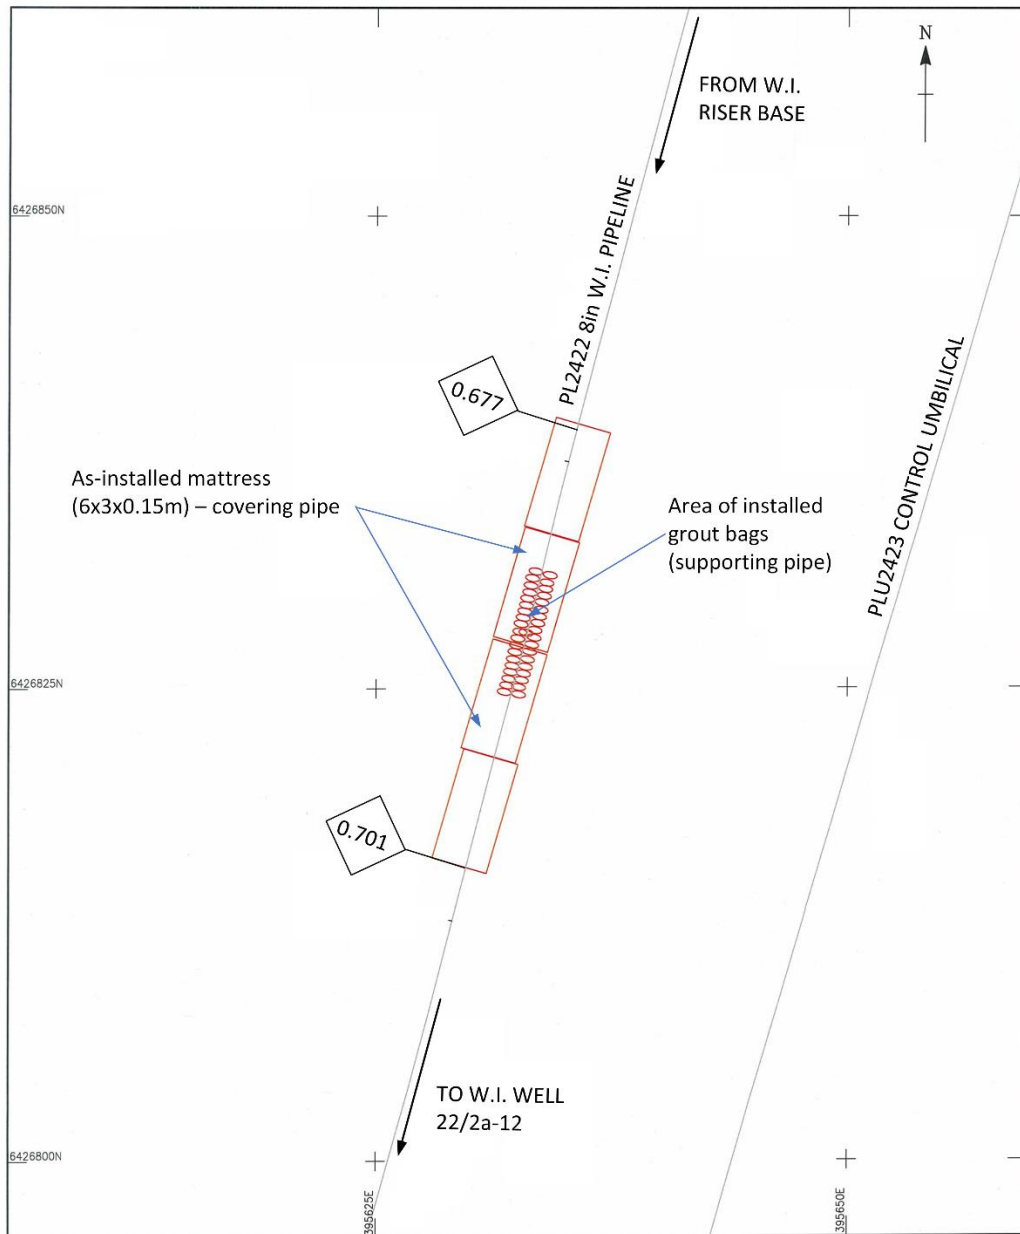 N
FROM W.I.
RISER BASE
6426850N
PL2422 8in W.I. PIPELINE
0.677
PLU2423 CONTROL UMBILICAL
As-installed mattress
(6x3x0.15m) – covering pipe
Area of installed
grout bags
(supporting pipe)
6426825N
0.701
TO W.I. WELL
22/2a-12
6426800N
395625E
395650E